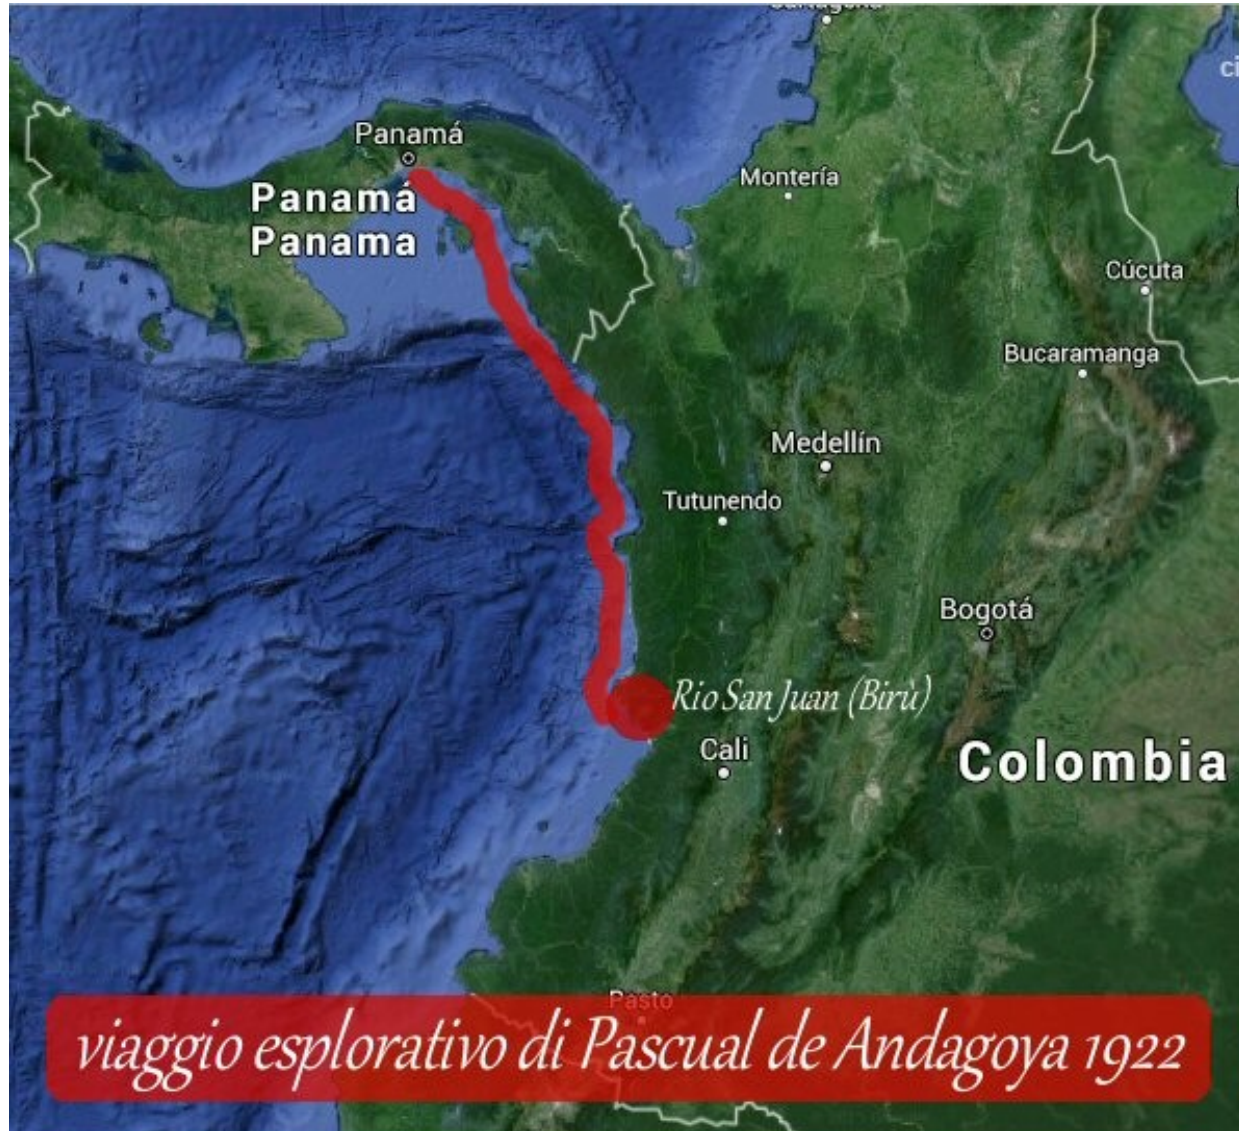 Panamá
Panamá
Panama
Montería
Cúcuta
Bucaramanga
Medellín
Tutunendo
Bogotá
Rio San Juan (Birù)
Cali
Colombia
Pasto
viaggio esplorativo di Pascual de Andagoya 1922